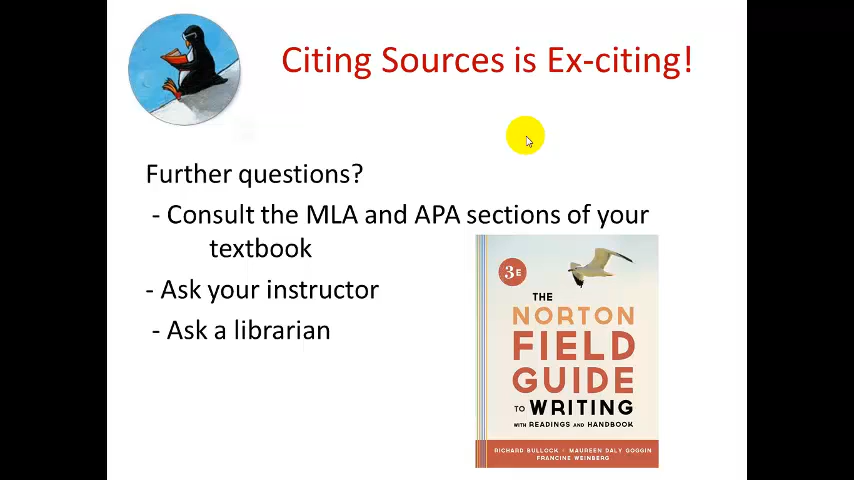 Citing Sources is Ex-citing!
Further questions?
- Consult the MLA and APA sections of your
textbook
- Ask your instructor
- Ask a librarian
3E
THE
NORTON
FIELD
GUIDE
TO WRITING
WITH READINGS AND HANDBOOK
RICHARD BULLOCK / MAUREEN DALY GOGGIN
FRANCINE WEINBERG